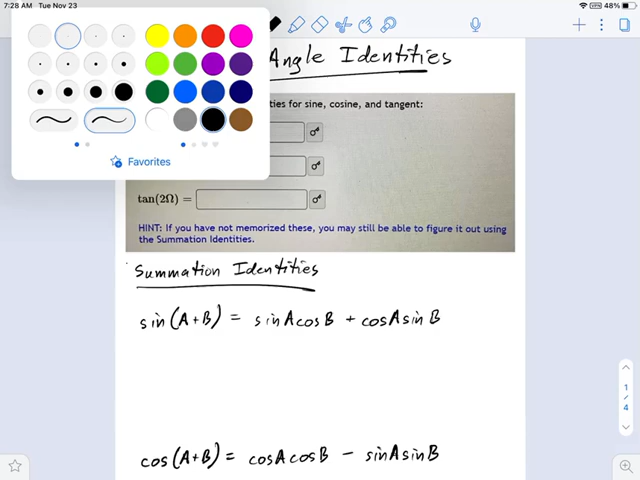 7:28 AM Tue Nov 23
VPN 48%
Angle Identities
ties for sine, cosine, and tangent:
tan(2Ω) =
HINT: If you have not memorized these, you may still be able to figure it out using
the Summation Identities.
Favorites
Summation Identities
sin(A+B) = sinAcosB + cosAsinB
cos(A+B) = cosAcosB - sinAsinB
1
/
4